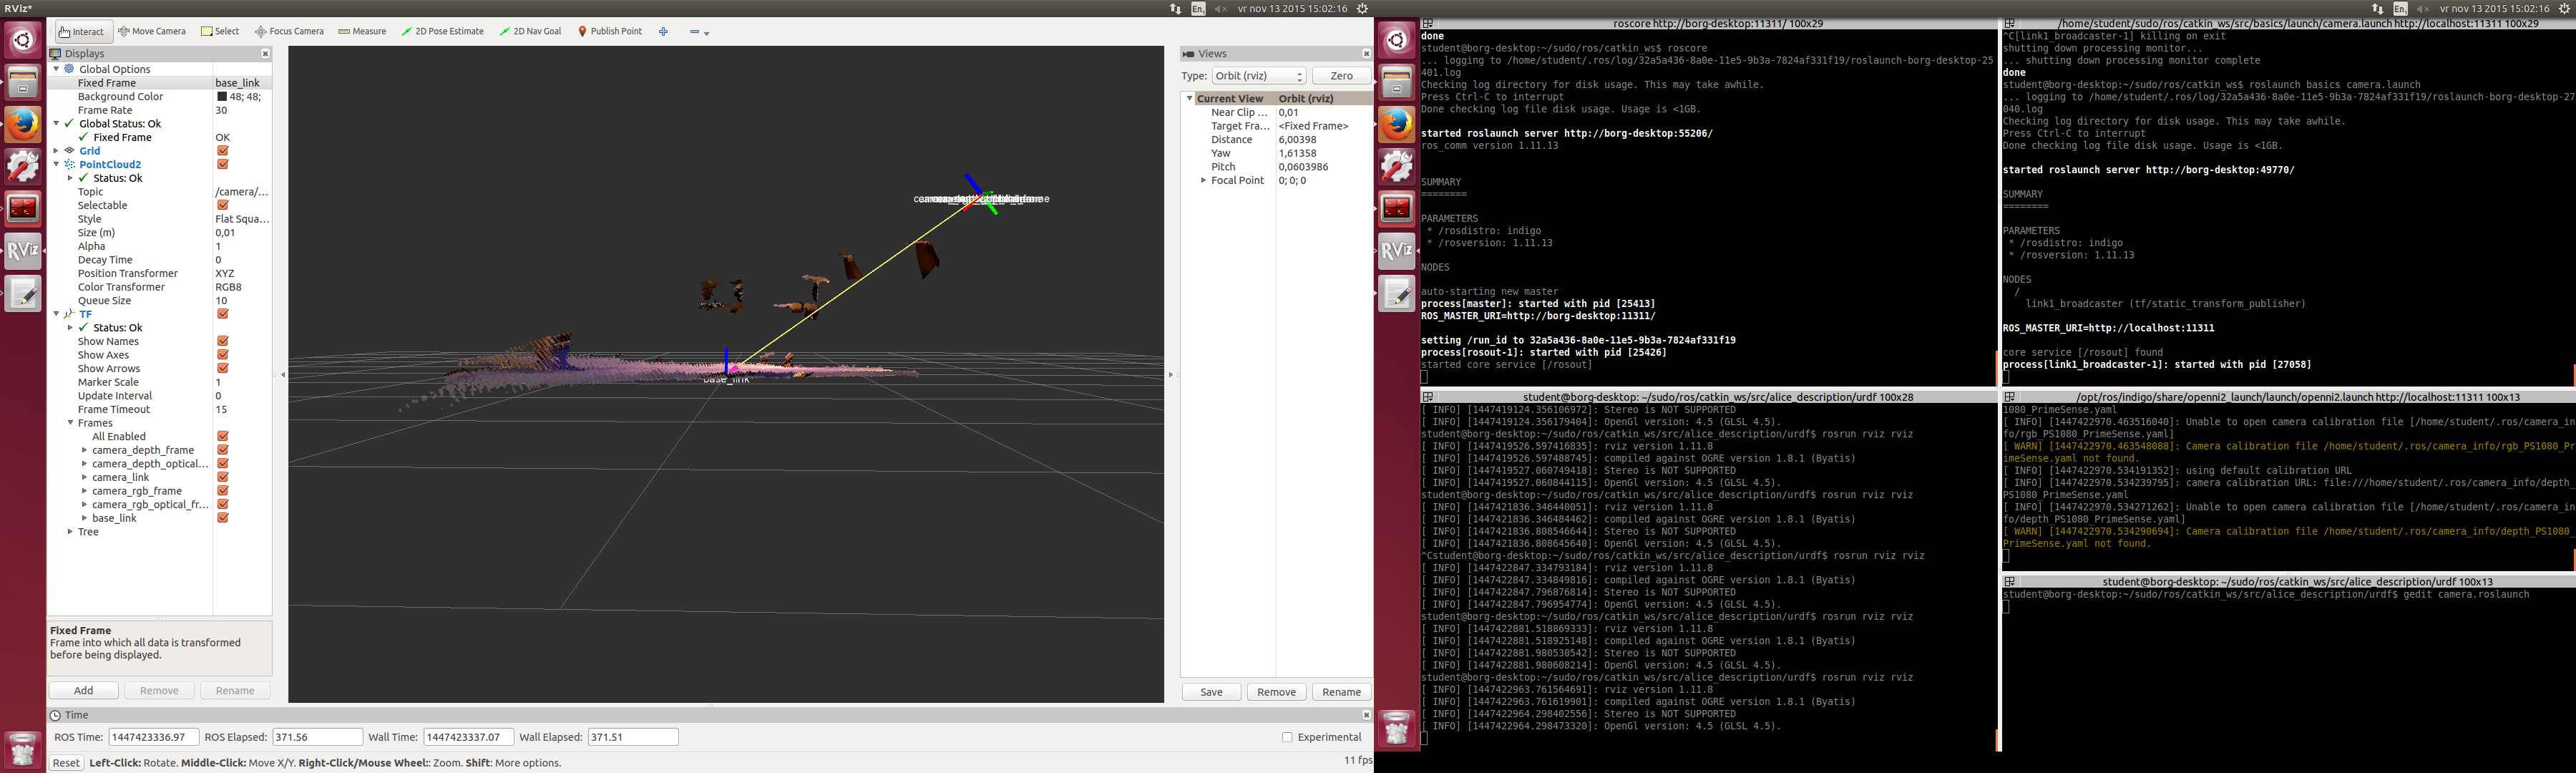 RViz*
En
vr nov 13 2015 15:02:16
Interact
Move Camera
Select
Focus Camera
Measure
2D Pose Estimate
2D Nav Goal
Publish Point
Displays
Global Options
Fixed Frame base_link
Background Color 48; 48;
Frame Rate 30
Global Status: Ok
Fixed Frame OK
Grid
PointCloud2
Status: Ok
Topic /camera/...
Selectable
Style Flat Squa...
Size (m) 0,01
Alpha 1
Decay Time 0
Position Transformer XYZ
Color Transformer RGB8
Queue Size 10
TF
Status: Ok
Show Names
Show Axes
Show Arrows
Marker Scale 1
Update Interval 0
Frame Timeout 15
Frames
All Enabled
camera_depth_frame
camera_depth_optical...
camera_link
camera_rgb_frame
camera_rgb_optical_fr...
base_link
Tree
Fixed Frame
Frame into which all data is transformed
before being displayed.
Add Remove Rename
base_link
Views
Type: Orbit (rviz) Zero
Current View Orbit (rviz)
Near Clip ... 0,01
Target Fra... <Fixed Frame>
Distance 6,00398
Yaw 1,61358
Pitch 0,0603986
Focal Point 0; 0; 0
Save Remove Rename
Time
ROS Time: 1447423336.97 ROS Elapsed: 371.56 Wall Time: 1447423337.07 Wall Elapsed: 371.51 Experimental
Reset Left-Click: Rotate. Middle-Click: Move X/Y. Right-Click/Mouse Wheel:: Zoom. Shift: More options. 11 fps
RViz
En
vr nov 13 2015 15:02:16
RViz
roscore http://borg-desktop:11311/ 100x29
done
student@borg-desktop:~/sudo/ros/catkin_ws$ roscore
... logging to /home/student/.ros/log/32a5a436-8a0e-11e5-9b3a-7824af331f19/roslaunch-borg-desktop-25
401.log
Checking log directory for disk usage. This may take awhile.
Press Ctrl-C to interrupt
Done checking log file disk usage. Usage is <1GB.
started roslaunch server http://borg-desktop:55206/
ros_comm version 1.11.13
SUMMARY
========
PARAMETERS
* /rosdistro: indigo
* /rosversion: 1.11.13
NODES
auto-starting new master
process[master]: started with pid [25413]
ROS_MASTER_URI=http://borg-desktop:11311/
setting /run_id to 32a5a436-8a0e-11e5-9b3a-7824af331f19
process[rosout-1]: started with pid [25426]
started core service [/rosout]
/home/student/sudo/ros/catkin_ws/src/basics/launch/camera.launch http://localhost:11311 100x29
^C[link1_broadcaster-1] killing on exit
shutting down processing monitor...
... shutting down processing monitor complete
done
student@borg-desktop:~/sudo/ros/catkin_ws$ roslaunch basics camera.launch
... logging to /home/student/.ros/log/32a5a436-8a0e-11e5-9b3a-7824af331f19/roslaunch-borg-desktop-27
040.log
Checking log directory for disk usage. This may take awhile.
Press Ctrl-C to interrupt
Done checking log file disk usage. Usage is <1GB.
started roslaunch server http://borg-desktop:49770/
SUMMARY
========
PARAMETERS
* /rosdistro: indigo
* /rosversion: 1.11.13
NODES
/
link1_broadcaster (tf/static_transform_publisher)
ROS_MASTER_URI=http://localhost:11311
core service [/rosout] found
process[link1_broadcaster-1]: started with pid [27058]
student@borg-desktop: ~/sudo/ros/catkin_ws/src/alice_description/urdf 100x28
[ INFO] [1447419124.356106972]: Stereo is NOT SUPPORTED
[ INFO] [1447419124.356179404]: OpenGl version: 4.5 (GLSL 4.5).
student@borg-desktop:~/sudo/ros/catkin_ws/src/alice_description/urdf$ rosrun rviz rviz
[ INFO] [1447419526.597416835]: rviz version 1.11.8
[ INFO] [1447419526.597488745]: compiled against OGRE version 1.8.1 (Byatis)
[ INFO] [1447419527.060749418]: Stereo is NOT SUPPORTED
[ INFO] [1447419527.060844115]: OpenGl version: 4.5 (GLSL 4.5).
student@borg-desktop:~/sudo/ros/catkin_ws/src/alice_description/urdf$ rosrun rviz rviz
[ INFO] [1447421836.346440051]: rviz version 1.11.8
[ INFO] [1447421836.346484462]: compiled against OGRE version 1.8.1 (Byatis)
[ INFO] [1447421836.808546644]: Stereo is NOT SUPPORTED
[ INFO] [1447421836.808645640]: OpenGl version: 4.5 (GLSL 4.5).
^Cstudent@borg-desktop:~/sudo/ros/catkin_ws/src/alice_description/urdf$ rosrun rviz rviz
[ INFO] [1447422847.334793184]: rviz version 1.11.8
[ INFO] [1447422847.334849816]: compiled against OGRE version 1.8.1 (Byatis)
[ INFO] [1447422847.796876814]: Stereo is NOT SUPPORTED
[ INFO] [1447422847.796954774]: OpenGl version: 4.5 (GLSL 4.5).
student@borg-desktop:~/sudo/ros/catkin_ws/src/alice_description/urdf$ rosrun rviz rviz
[ INFO] [1447422881.518869333]: rviz version 1.11.8
[ INFO] [1447422881.518925148]: compiled against OGRE version 1.8.1 (Byatis)
[ INFO] [1447422881.980530542]: Stereo is NOT SUPPORTED
[ INFO] [1447422881.980608214]: OpenGl version: 4.5 (GLSL 4.5).
student@borg-desktop:~/sudo/ros/catkin_ws/src/alice_description/urdf$ rosrun rviz rviz
[ INFO] [1447422963.761564691]: rviz version 1.11.8
[ INFO] [1447422963.761619901]: compiled against OGRE version 1.8.1 (Byatis)
[ INFO] [1447422964.298402556]: Stereo is NOT SUPPORTED
[ INFO] [1447422964.298473320]: OpenGl version: 4.5 (GLSL 4.5).
/opt/ros/indigo/share/openni2_launch/launch/openni2.launch http://localhost:11311 100x13
1080_PrimeSense.yaml
[ INFO] [1447422970.463516040]: Unable to open camera calibration file [/home/student/.ros/camera_in
fo/rgb_PS1080_PrimeSense.yaml]
[ WARN] [1447422970.463548088]: Camera calibration file /home/student/.ros/camera_info/rgb_PS1080_Pr
imeSense.yaml not found.
[ INFO] [1447422970.534191352]: using default calibration URL
[ INFO] [1447422970.534239795]: camera calibration URL: file:///home/student/.ros/camera_info/depth_
PS1080_PrimeSense.yaml
[ INFO] [1447422970.534271262]: Unable to open camera calibration file [/home/student/.ros/camera_in
fo/depth_PS1080_PrimeSense.yaml]
[ WARN] [1447422970.534290694]: Camera calibration file /home/student/.ros/camera_info/depth_PS1080_
PrimeSense.yaml not found.
student@borg-desktop: ~/sudo/ros/catkin_ws/src/alice_description/urdf 100x13
student@borg-desktop:~/sudo/ros/catkin_ws/src/alice_description/urdf$ gedit camera.roslaunch